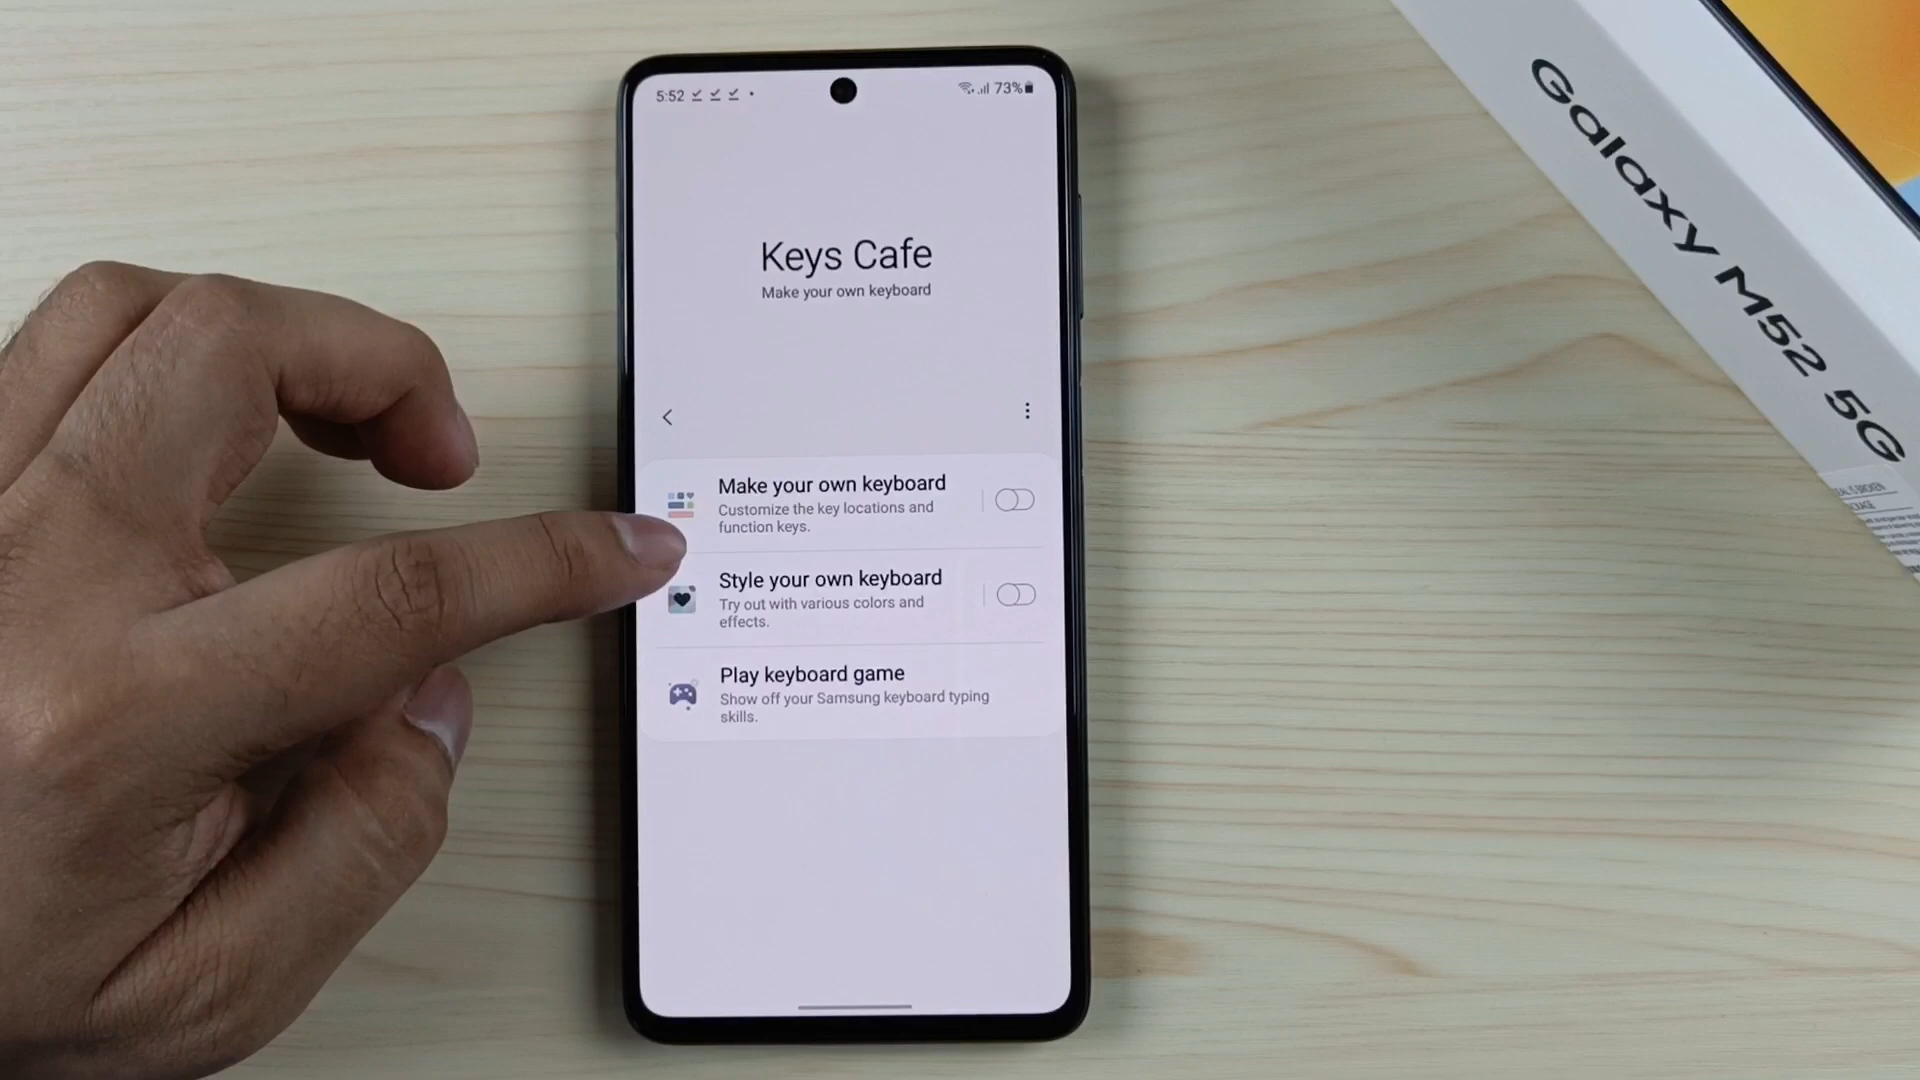 5:52
73%
Keys Cafe
Make your own keyboard
Make your own keyboard
Customize the key locations and
function keys.
Style your own keyboard
Try out with various colors and
effects.
Play keyboard game
Show off your Samsung keyboard typing
skills.
Galaxy M52 5G